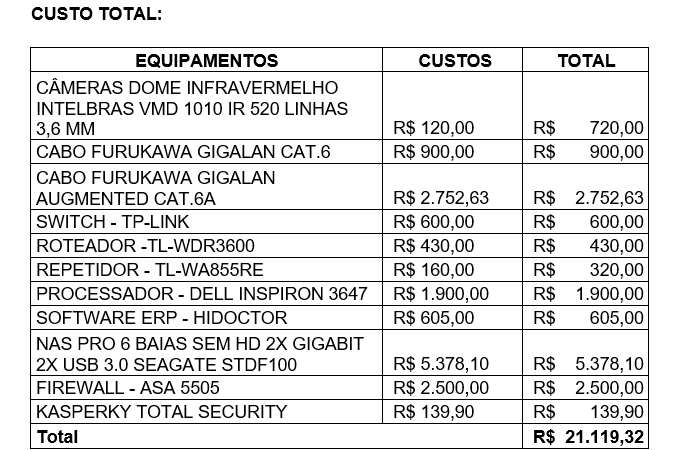 CUSTO TOTAL:
EQUIPAMENTOS CUSTOS TOTAL
CÂMERAS DOME INFRAVERMELHO
INTELBRAS VMD 1010 IR 520 LINHAS
3,6 MM R$ 120,00 R$ 720,00
CABO FURUKAWA GIGALAN CAT.6 R$ 900,00 R$ 900,00
CABO FURUKAWA GIGALAN
AUGMENTED CAT.6A R$ 2.752,63 R$ 2.752,63
SWITCH - TP-LINK R$ 600,00 R$ 600,00
ROTEADOR -TL-WDR3600 R$ 430,00 R$ 430,00
REPETIDOR - TL-WA855RE R$ 160,00 R$ 320,00
PROCESSADOR - DELL INSPIRON 3647 R$ 1.900,00 R$ 1.900,00
SOFTWARE ERP - HIDOCTOR R$ 605,00 R$ 605,00
NAS PRO 6 BAIAS SEM HD 2X GIGABIT
2X USB 3.0 SEAGATE STDF100 R$ 5.378,10 R$ 5.378,10
FIREWALL - ASA 5505 R$ 2.500,00 R$ 2.500,00
KASPERKY TOTAL SECURITY R$ 139,90 R$ 139,90
Total R$ 21.119,32